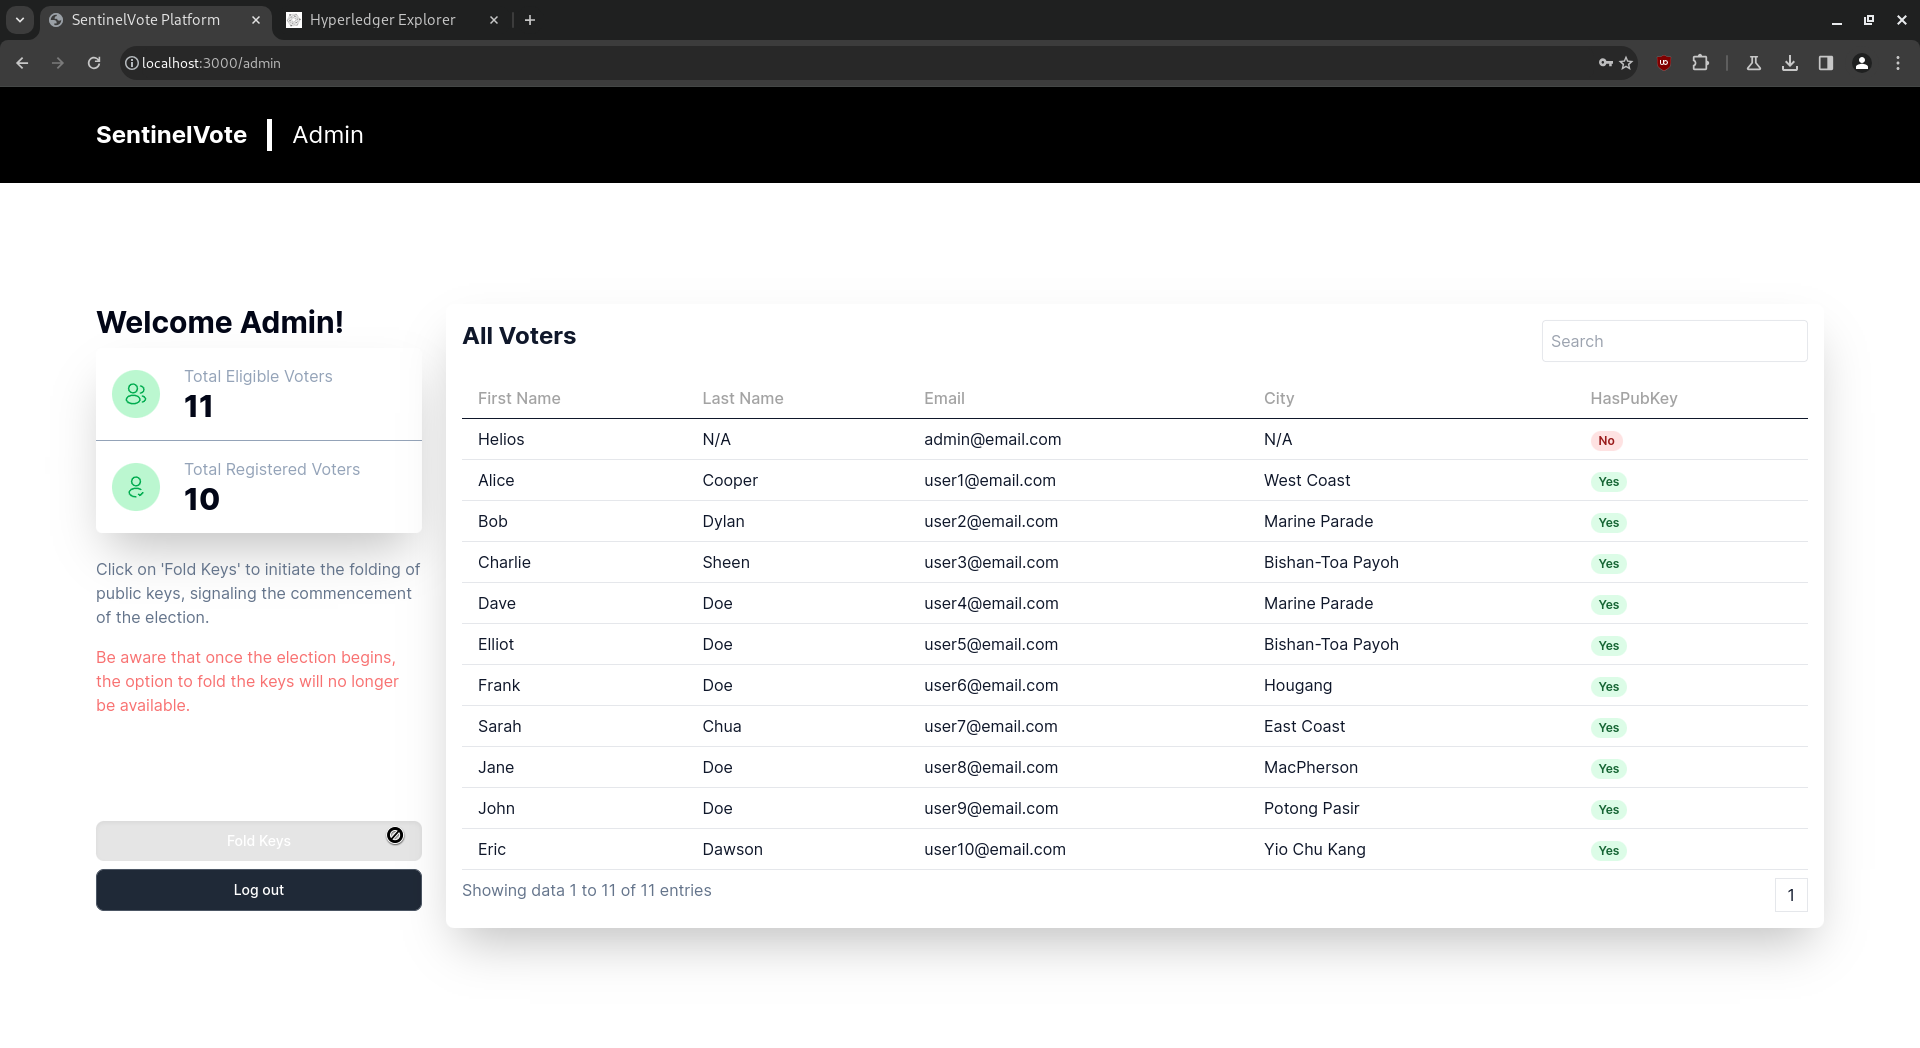 SentinelVote Platform
Hyperledger Explorer
localhost:3000/admin
SentinelVote | Admin
Welcome Admin!
Total Eligible Voters
11
Total Registered Voters
10
Click on 'Fold Keys' to initiate the folding of
public keys, signaling the commencement
of the election.
Be aware that once the election begins,
the option to fold the keys will no longer
be available.
Fold Keys
Log out
All Voters
Search
First Name Last Name Email City HasPubKey
Helios N/A admin@email.com N/A No
Alice Cooper user1@email.com West Coast Yes
Bob Dylan user2@email.com Marine Parade Yes
Charlie Sheen user3@email.com Bishan-Toa Payoh Yes
Dave Doe user4@email.com Marine Parade Yes
Elliot Doe user5@email.com Bishan-Toa Payoh Yes
Frank Doe user6@email.com Hougang Yes
Sarah Chua user7@email.com East Coast Yes
Jane Doe user8@email.com MacPherson Yes
John Doe user9@email.com Potong Pasir Yes
Eric Dawson user10@email.com Yio Chu Kang Yes
Showing data 1 to 11 of 11 entries
1